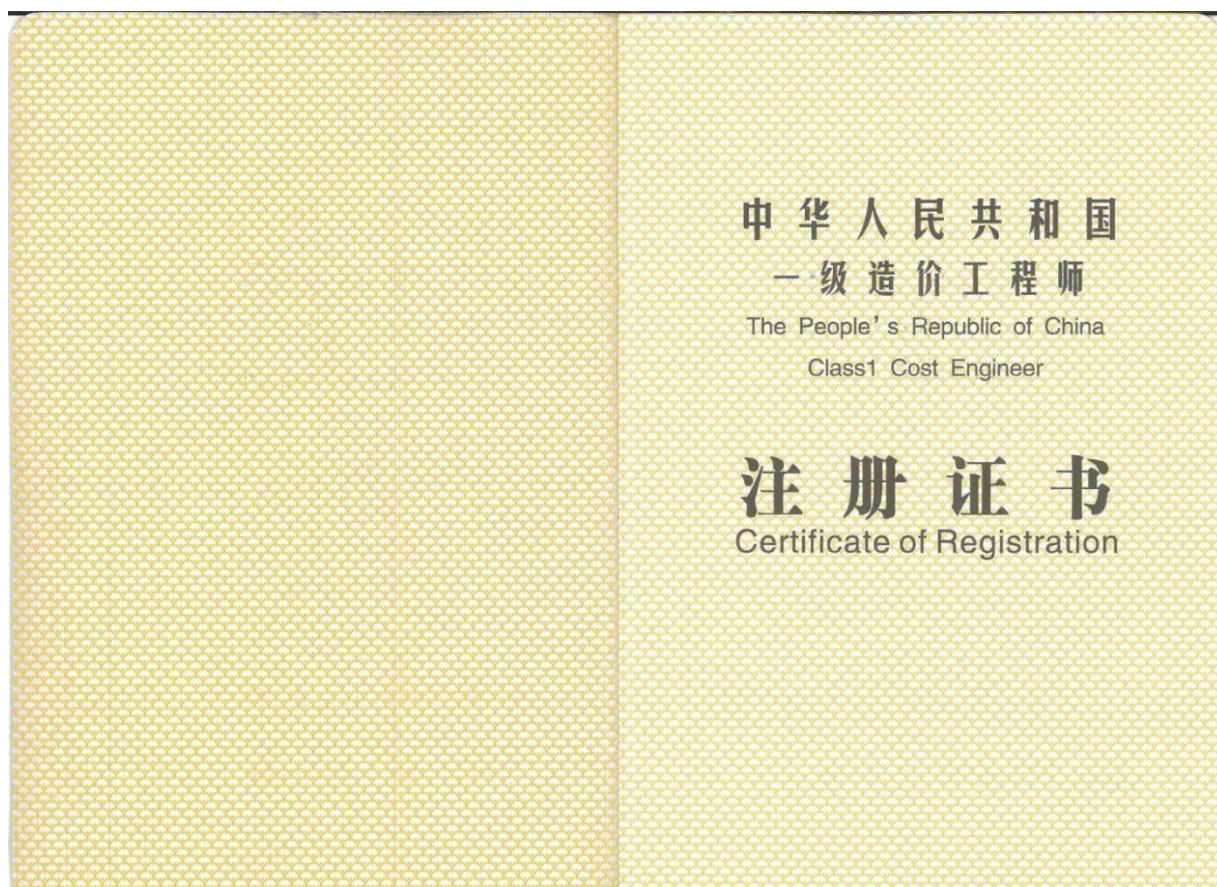 中华人民共和国
一级造价工程师
The People's Republic of China
Class1 Cost Engineer
注册证书
Certificate of Registration